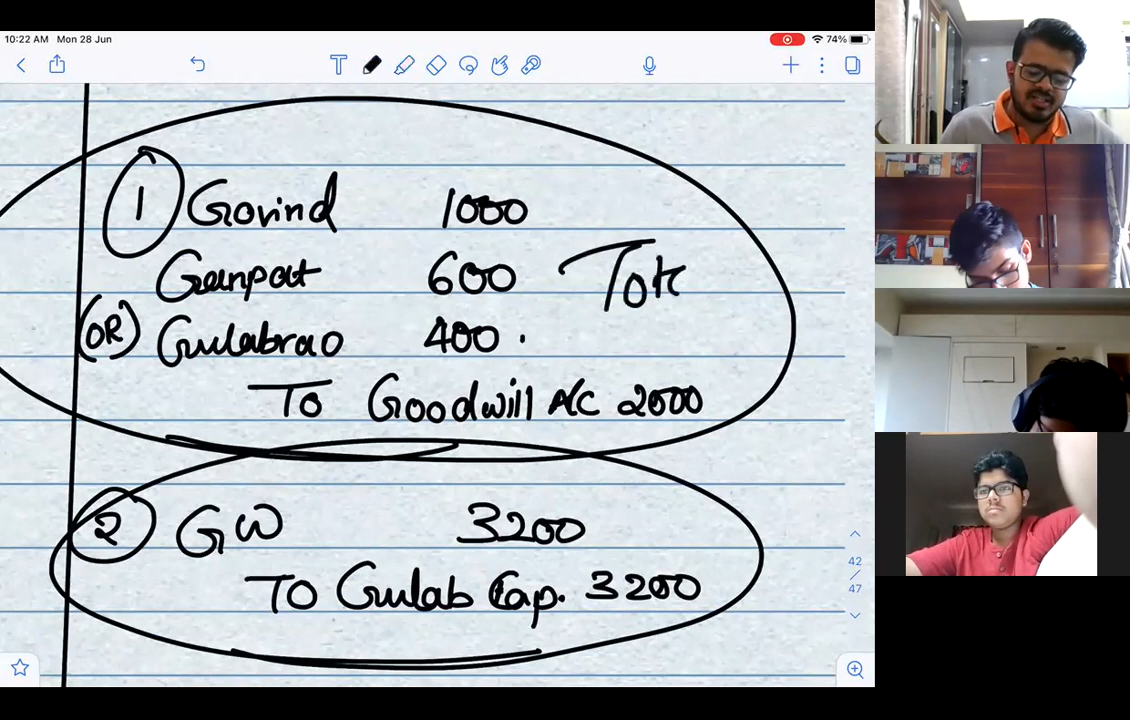 10:22 AM Mon 28 Jun
74%
T
1 Govind 1000
Ganpat 600 Tok
(OR) Gulabrao 400.
To Goodwill A/C 2000
2 GW 3200
To Gulab Cap. 3200
42
/
47